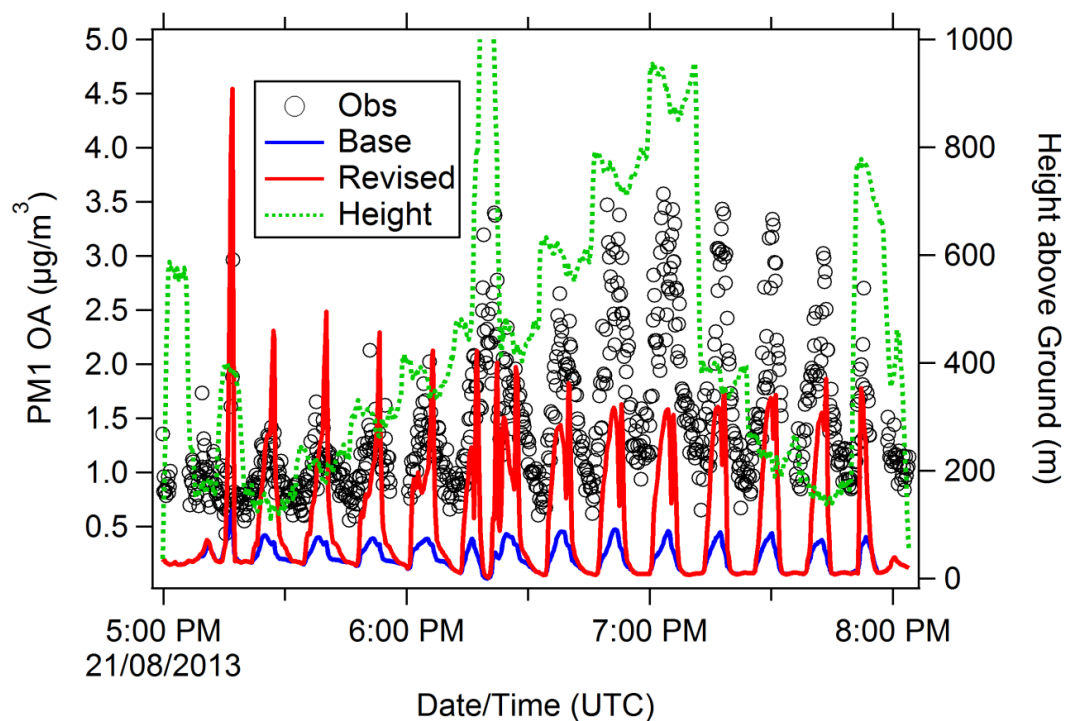 5.0
4.5
4.0
3.5
3.0
2.5
2.0
1.5
1.0
0.5
PM1 OA (µg/m³)
Obs
Base
Revised
Height
1000
800
600
400
200
0
Height above Ground (m)
5:00 PM 6:00 PM 7:00 PM 8:00 PM
21/08/2013
Date/Time (UTC)